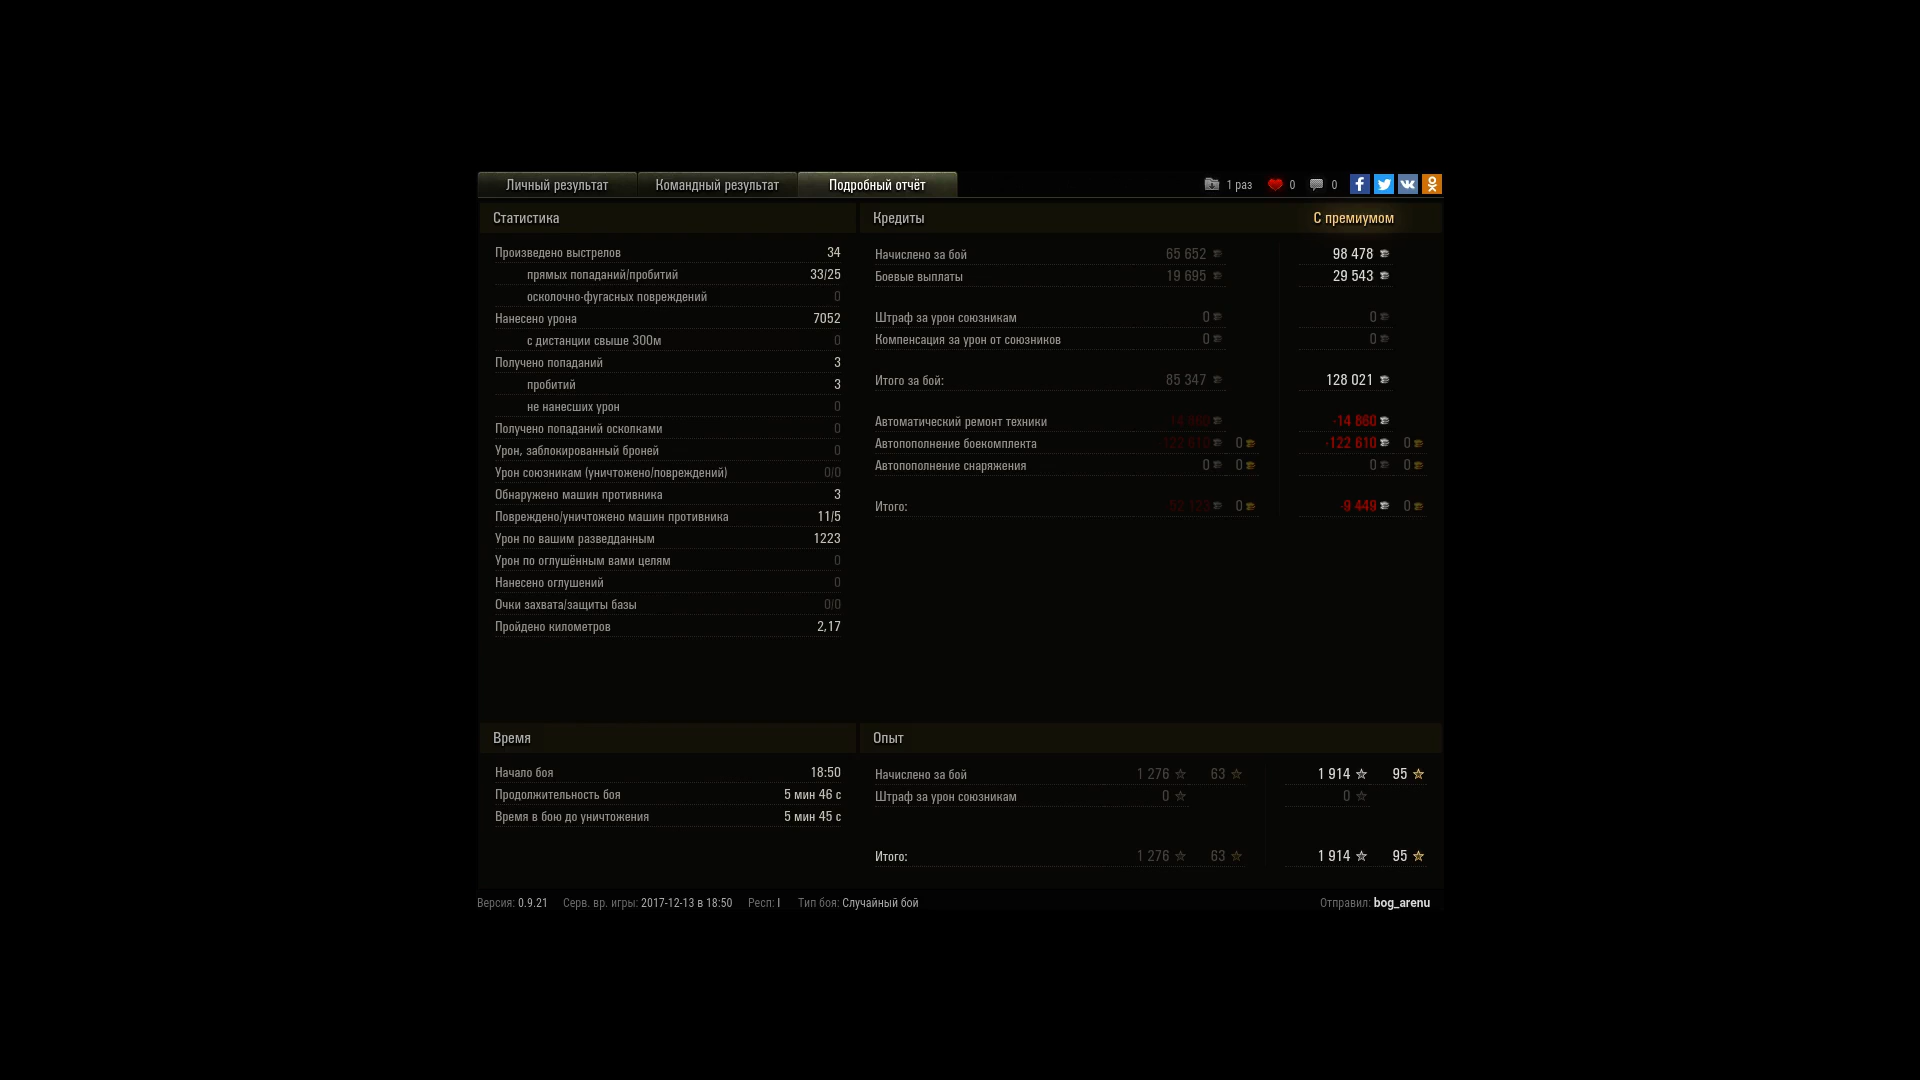 Личный результат Командный результат Подробный отчёт 1 раз 0 0
Статистика
Произведено выстрелов 34
прямых попаданий/пробитий 33/25
осколочно-фугасных повреждений 0
Нанесено урона 7052
с дистанции свыше 300м 0
Получено попаданий 3
пробитий 3
не нанесших урон 0
Получено попаданий осколками 0
Урон, заблокированный броней 0
Урон союзникам (уничтожено/повреждений) 0/0
Обнаружено машин противника 3
Повреждено/уничтожено машин противника 11/5
Урон по вашим разведданным 1223
Урон по оглушённым вами целям 0
Нанесено оглушений 0
Очки захвата/защиты базы 0/0
Пройдено километров 2,17
Кредиты С премиумом
Начислено за бой 65 652 98 478
Боевые выплаты 19 695 29 543
Штраф за урон союзникам 0 0
Компенсация за урон от союзников 0 0
Итого за бой: 85 347 128 021
Автоматический ремонт техники -14 860
Автопополнение боекомплекта -122 610 0 -122 610 0
Автопополнение снаряжения 0 0 0 0
Итого: 0 -9 449 0
Время
Начало боя 18:50
Продолжительность боя 5 мин 46 с
Время в бою до уничтожения 5 мин 45 с
Опыт
Начислено за бой 1 276 63 1 914 95
Штраф за урон союзникам 0 0
Итого: 1 276 63 1 914 95
Версия: 0.9.21 Серв. вр. игры: 2017-12-13 в 18:50 Респ: I Тип боя: Случайный бой Отправил: bog_arenu